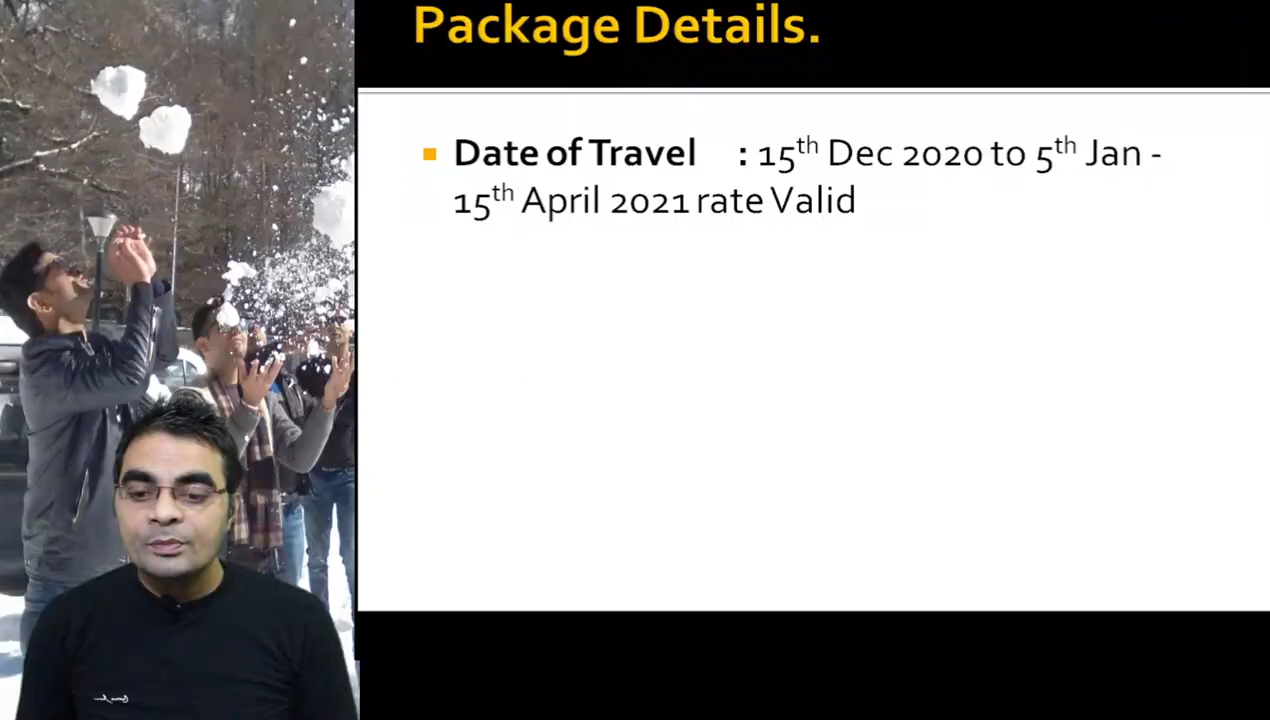 Package Details.
Date of Travel : 15th Dec 2020 to 5th Jan -
15th April 2021 rate Valid